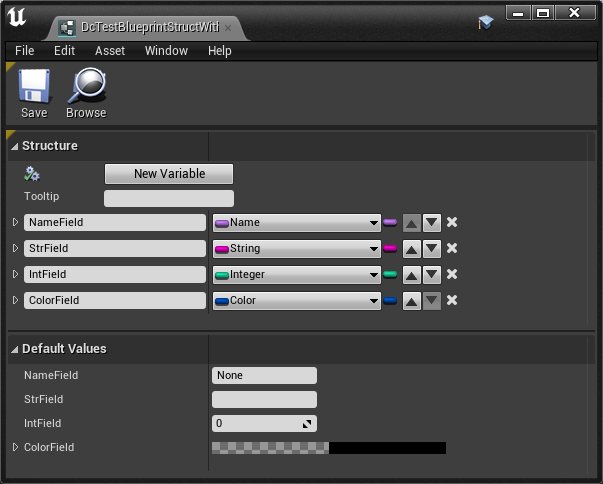 DcTestBlueprintStructWitl
File Edit Asset Window Help
Save Browse
Structure
New Variable
Tooltip
NameField Name
StrField String
IntField Integer
ColorField Color
Default Values
NameField None
StrField
IntField 0
ColorField